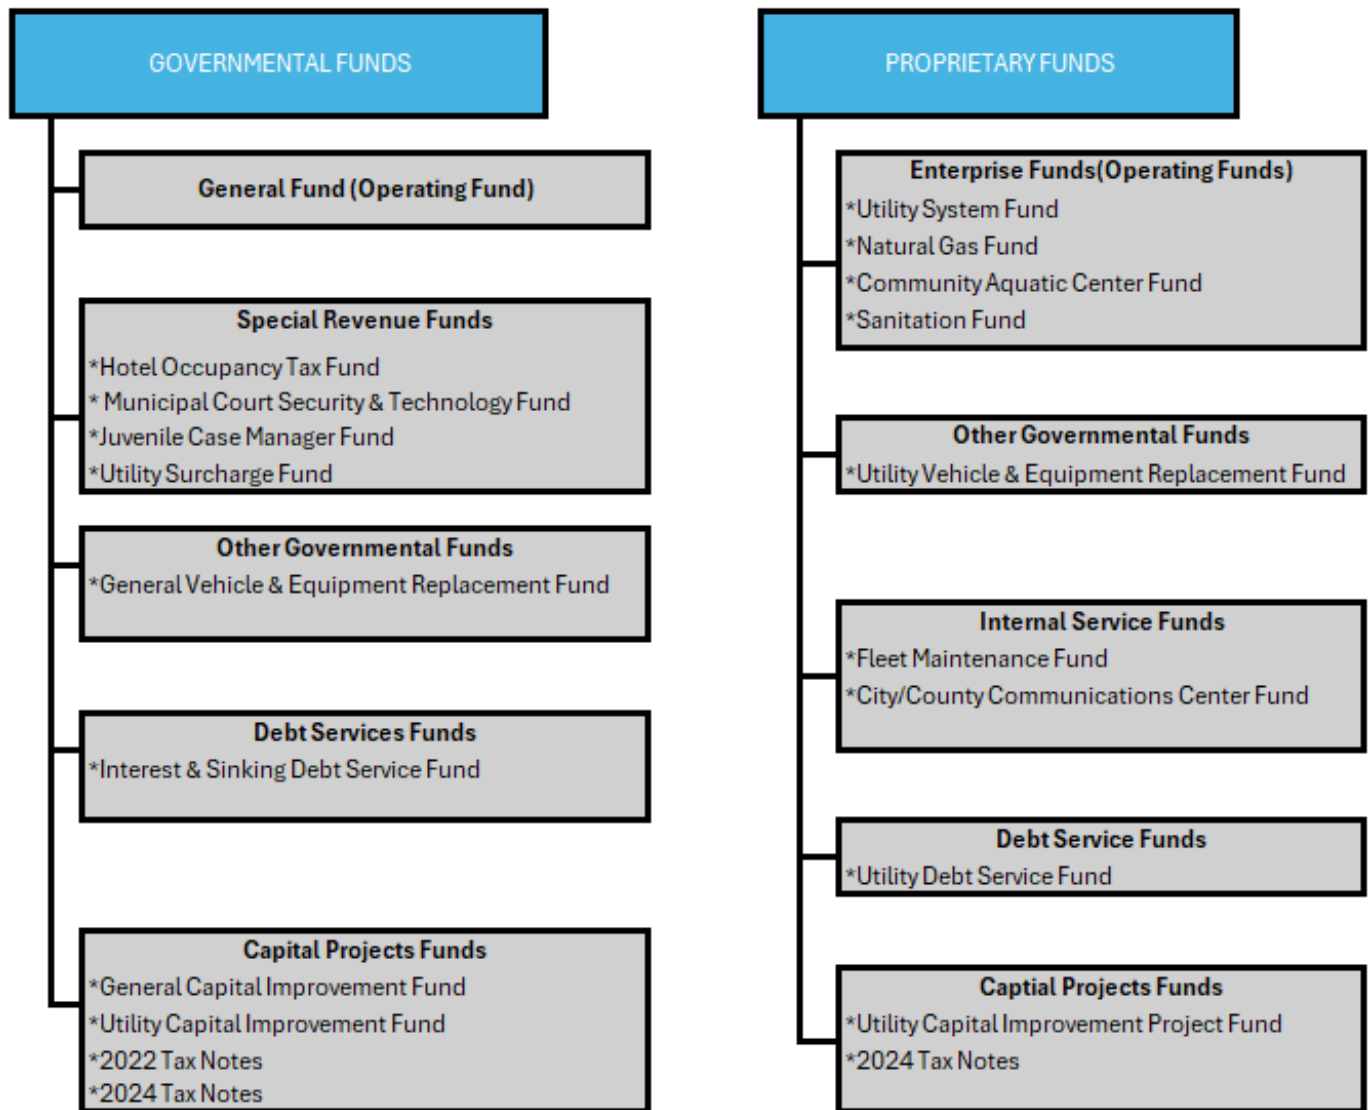 GOVERNMENTAL FUNDS
General Fund (Operating Fund)
Special Revenue Funds
*Hotel Occupancy Tax Fund
* Municipal Court Security & Technology Fund
*Juvenile Case Manager Fund
*Utility Surcharge Fund
Other Governmental Funds
*General Vehicle & Equipment Replacement Fund
Debt Services Funds
*Interest & Sinking Debt Service Fund
Capital Projects Funds
*General Capital Improvement Fund
*Utility Capital Improvement Fund
*2022 Tax Notes
*2024 Tax Notes
PROPRIETARY FUNDS
Enterprise Funds(Operating Funds)
*Utility System Fund
*Natural Gas Fund
*Community Aquatic Center Fund
*Sanitation Fund
Other Governmental Funds
*Utility Vehicle & Equipment Replacement Fund
Internal Service Funds
*Fleet Maintenance Fund
*City/County Communications Center Fund
Debt Service Funds
*Utility Debt Service Fund
Captial Projects Funds
*Utility Capital Improvement Project Fund
*2024 Tax Notes